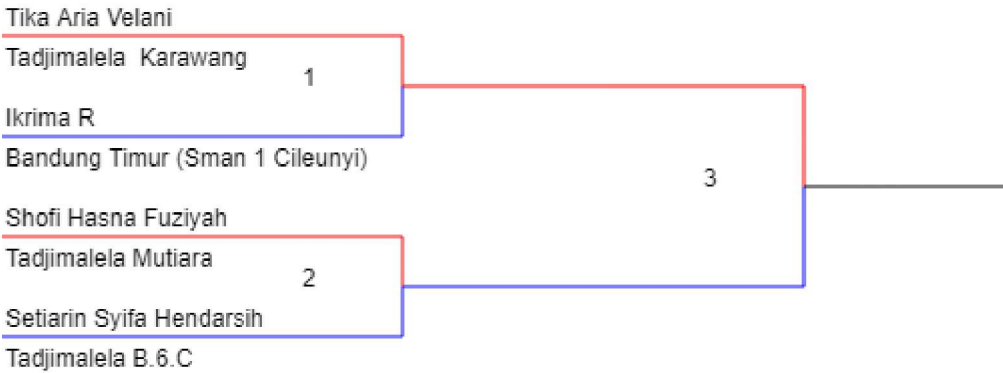 Tika Aria Velani
Tadjimalela Karawang
1
Ikrima R
Bandung Timur (Sman 1 Cileunyi)
3
Shofi Hasna Fuziyah
Tadjimalela Mutiara
2
Setiarin Syifa Hendarsih
Tadjimalela B.6.C